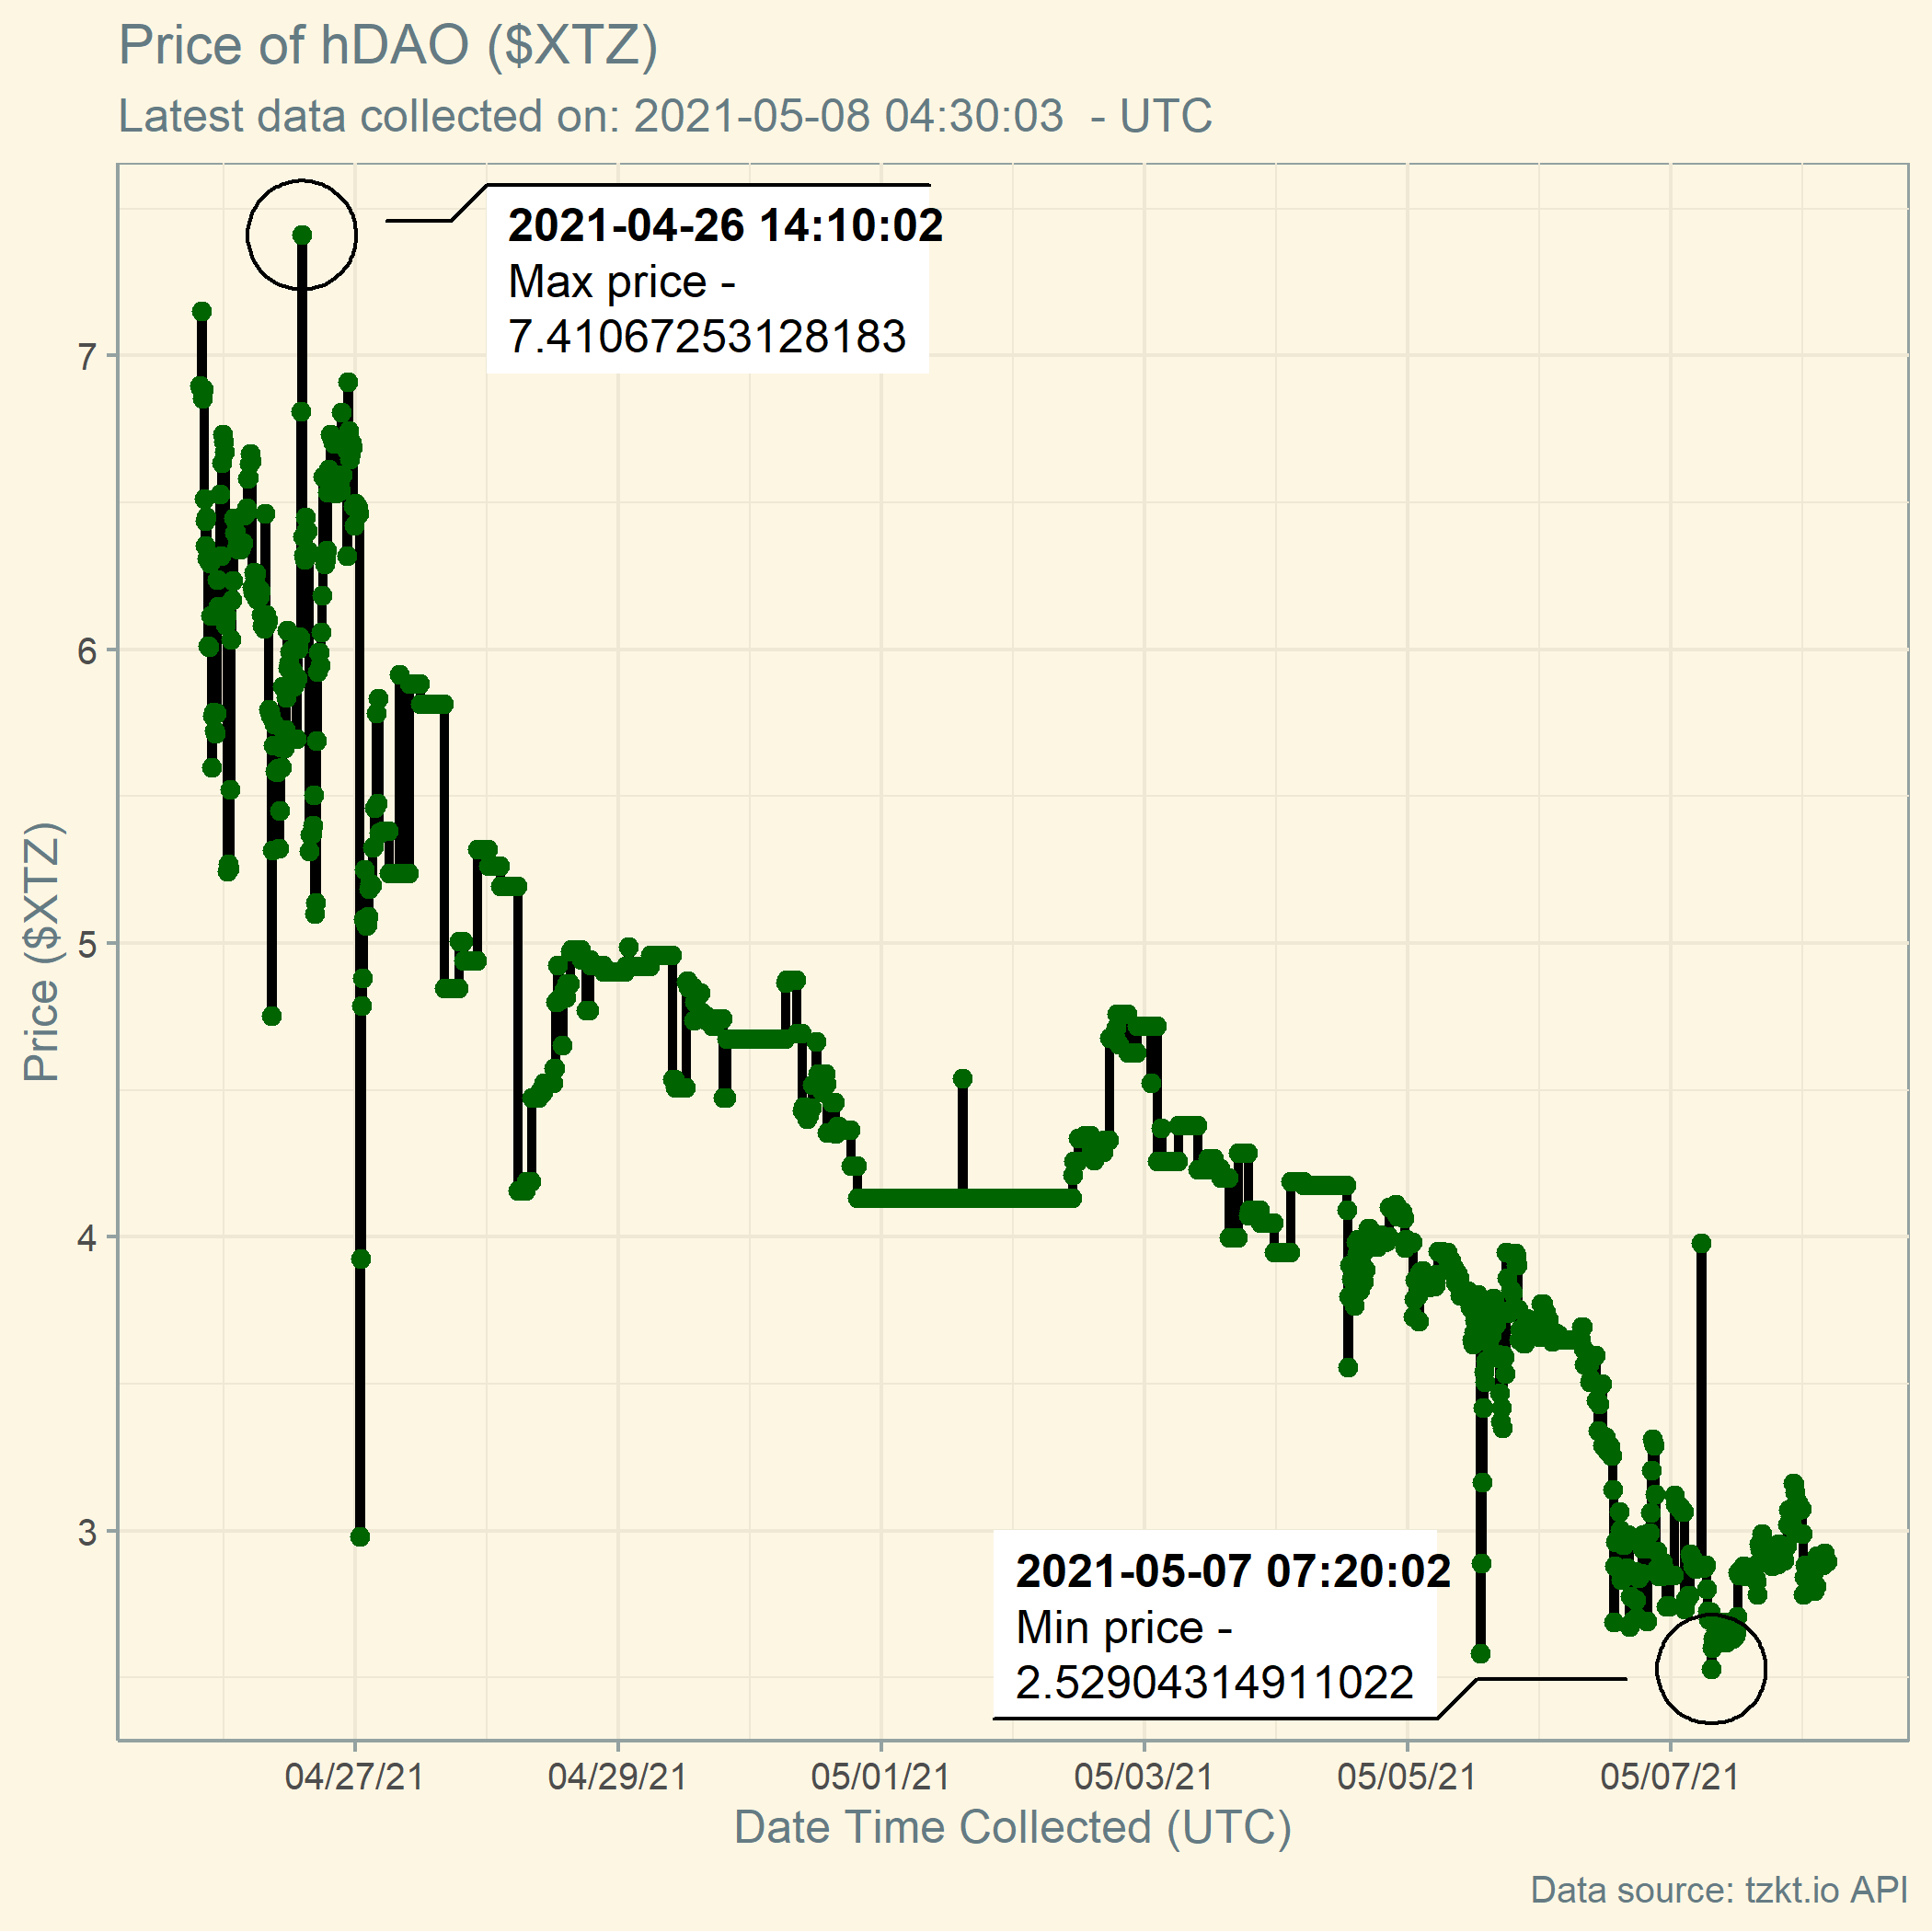 Price of hDAO ($XTZ)
Latest data collected on: 2021-05-08 04:30:03  - UTC
2021-04-26 14:10:02
Max price -
7.41067253128183
7
6
5
4
3
Price ($XTZ)
2021-05-07 07:20:02
Min price -
2.52904314911022
04/27/21 04/29/21 05/01/21 05/03/21 05/05/21 05/07/21
Date Time Collected (UTC)
Data source: tzkt.io API